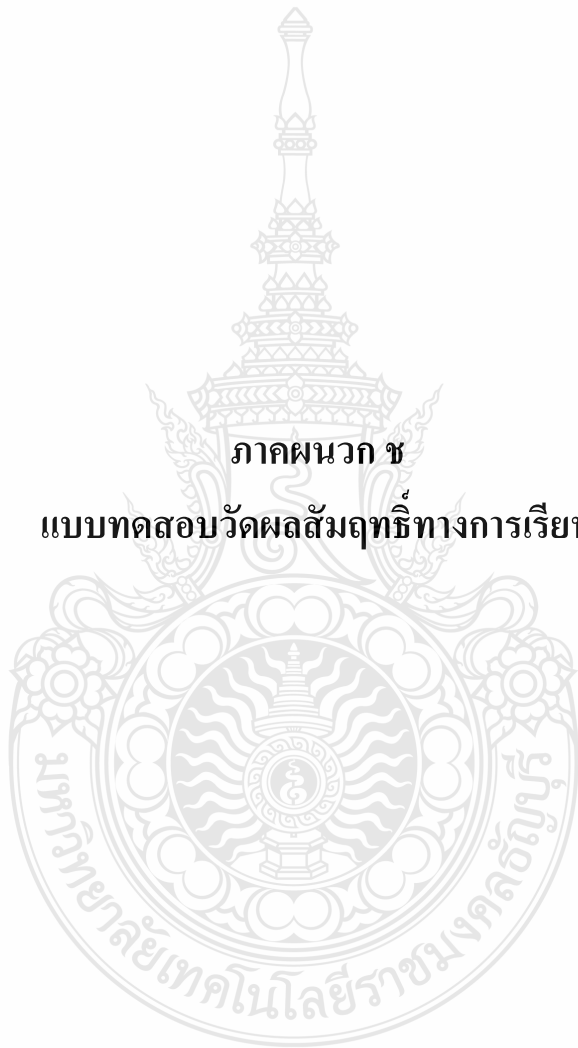 ภาคผนวก ช
แบบทดสอบวัดผลสัมฤทธิ์ทางการเรีย
มหาวิทยาลัยเทคโนโลยีราชมงคลธัญบุรี